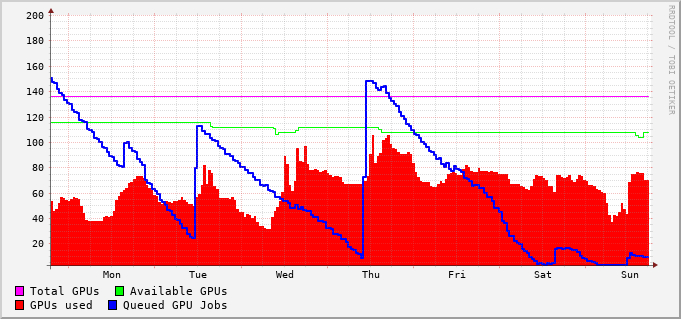 200
180
160
140
120
100
80
60
40
20
Mon Tue Wed Thu Fri Sat Sun
Total GPUs Available GPUs
GPUs used Queued GPU Jobs
RRDTOOL / TOBI OETIKER